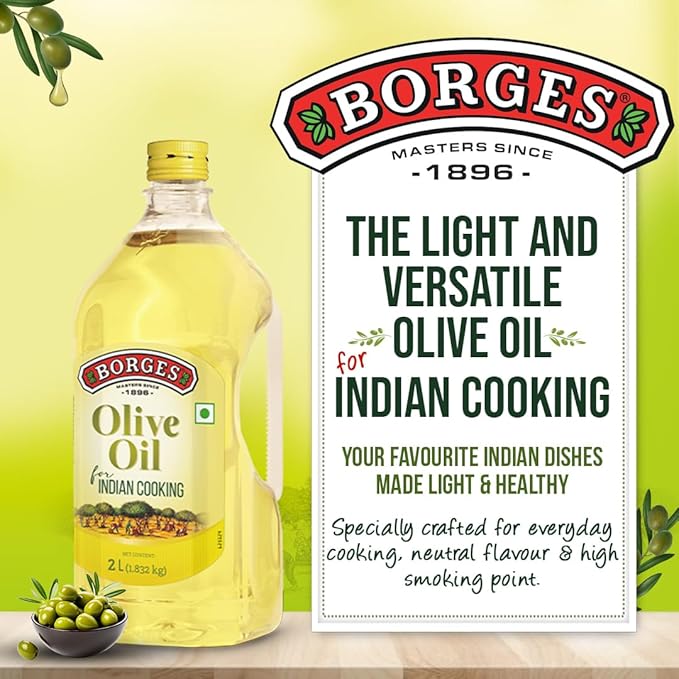 BORGES®
MASTERS SINCE
- 1896 -
THE LIGHT AND
VERSATILE
OLIVE OIL
for
INDIAN COOKING
YOUR FAVOURITE INDIAN DISHES
MADE LIGHT & HEALTHY
Specially crafted for everyday
cooking, neutral flavour & high
smoking point.
BORGES
MASTERS SINCE
- 1896 -
Olive
Oil
for
INDIAN COOKING
NET CONTENT:
2 L (1.832 kg)